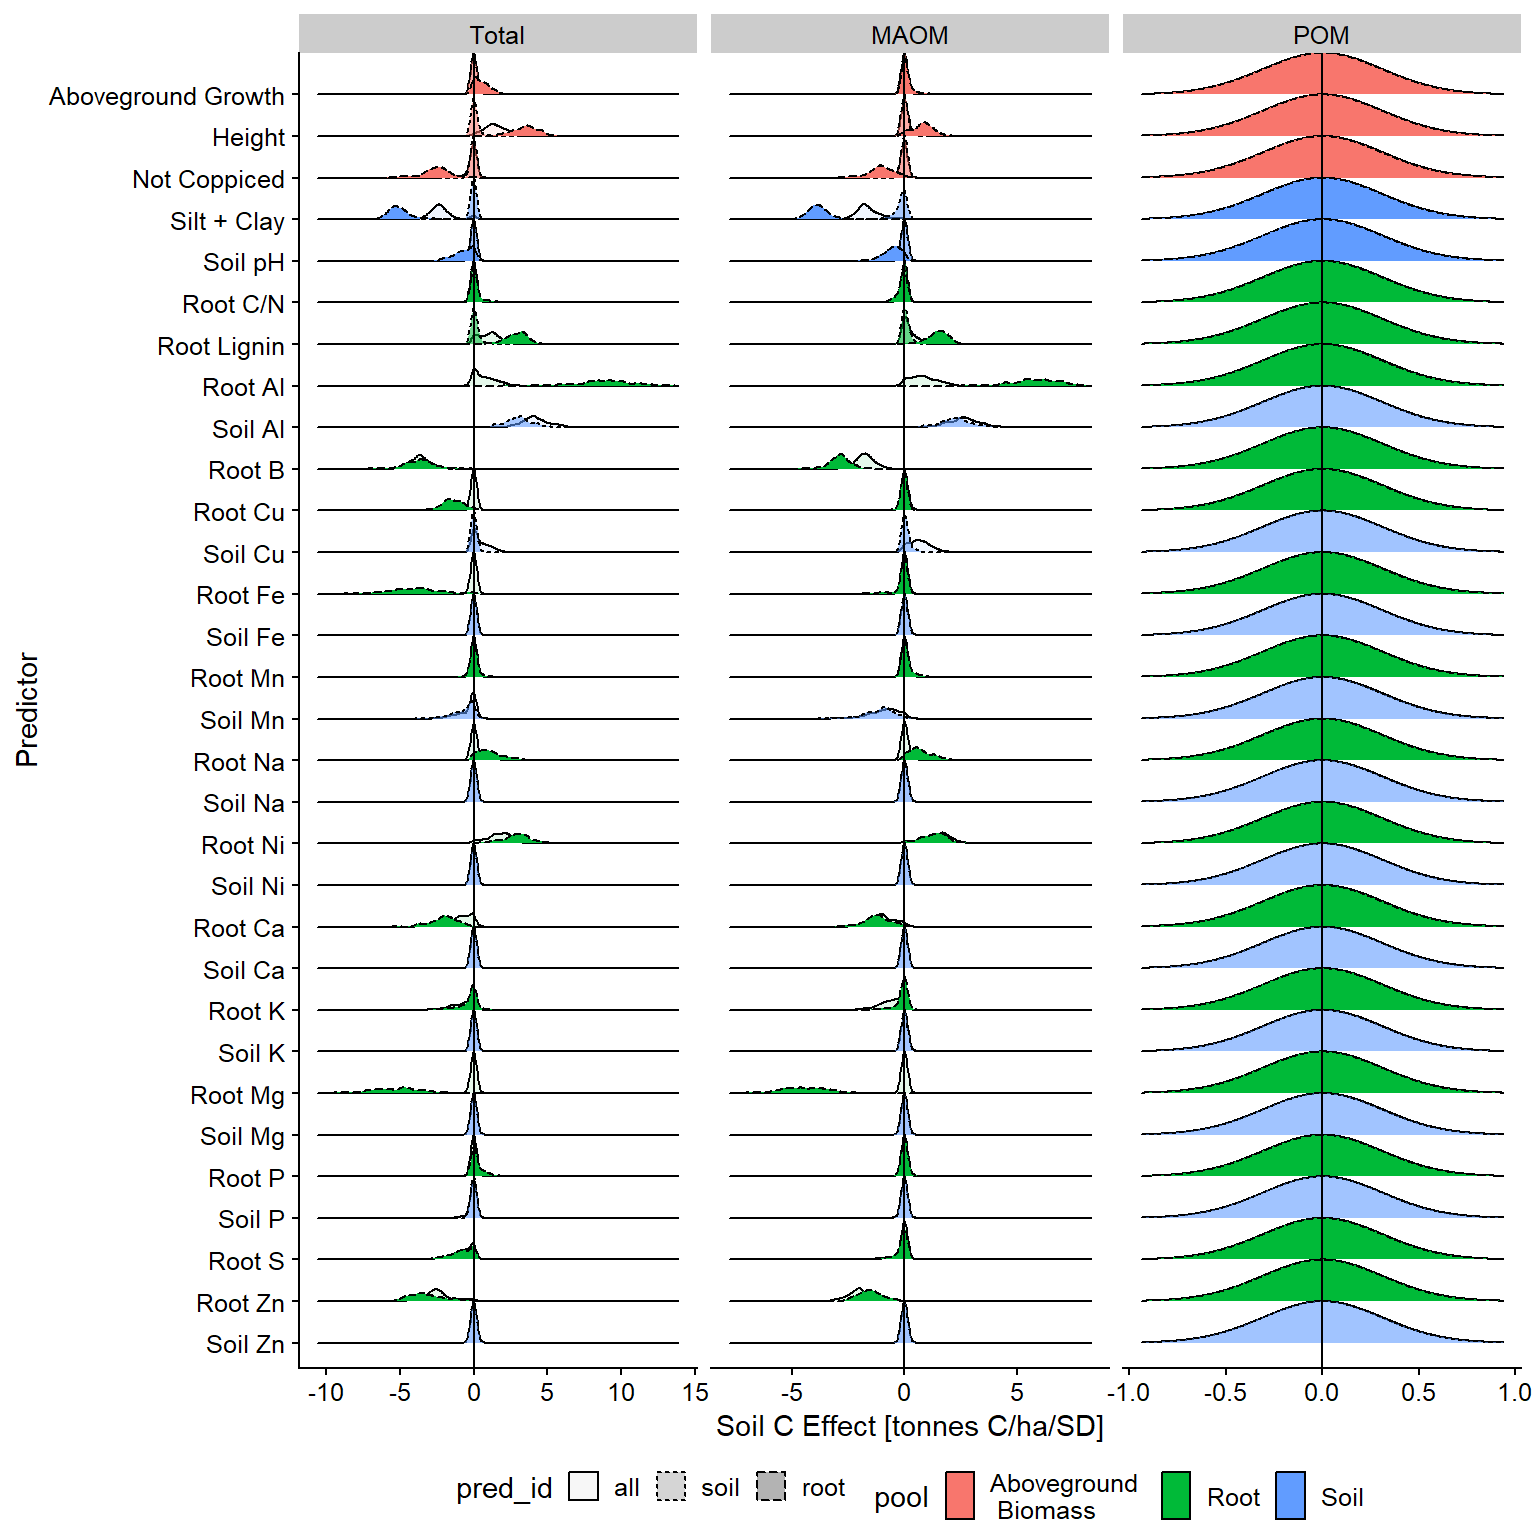 Total MAOM POM
Aboveground Growth
Height
Not Coppiced
Silt + Clay
Soil pH
Root C/N
Root Lignin
Root Al
Soil Al
Root B
Root Cu
Soil Cu
Root Fe
Soil Fe
Root Mn
Soil Mn
Root Na
Soil Na
Root Ni
Soil Ni
Root Ca
Soil Ca
Root K
Soil K
Root Mg
Soil Mg
Root P
Soil P
Root S
Root Zn
Soil Zn
Predictor
-10 -5 0 5 10 15 -5 0 5 -1.0 -0.5 0.0 0.5 1.0
Soil C Effect [tonnes C/ha/SD]
pred_id all soil root pool Aboveground
Biomass Root Soil